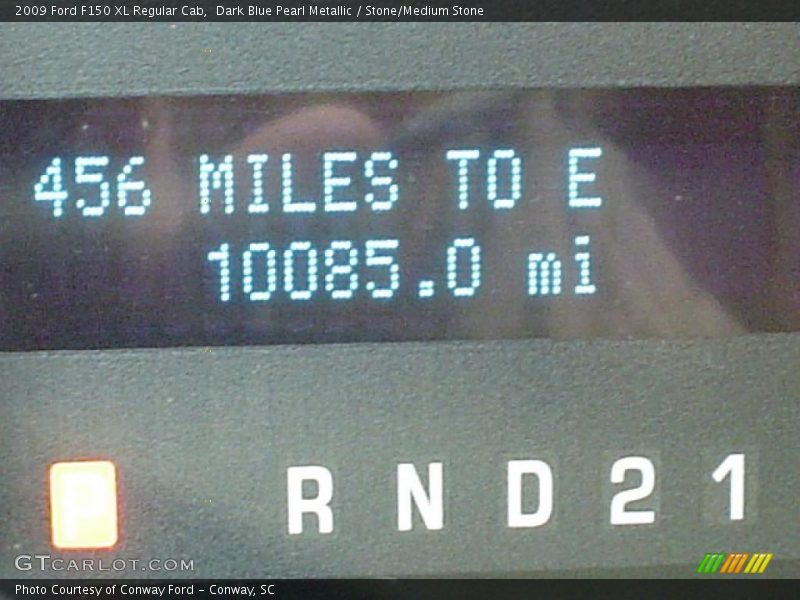 2009 Ford F150 XL Regular Cab,  Dark Blue Pearl Metallic / Stone/Medium Stone
456 MILES TO E
10085.0 mi
P R N D 2 1
GTCARLOT.COM
Photo Courtesy of Conway Ford - Conway, SC